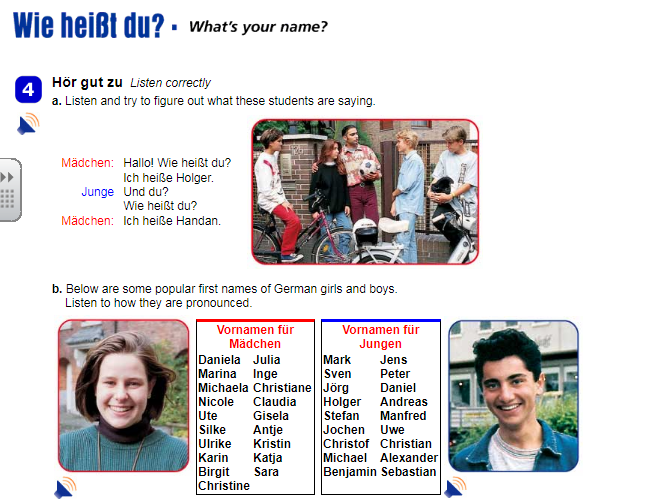 Wie heißt du? · What's your name?
4 Hör gut zu Listen correctly
a. Listen and try to figure out what these students are saying.
Mädchen: Hallo! Wie heißt du?
Ich heiße Holger.
Junge Und du?
Wie heißt du?
Mädchen: Ich heiße Handan.
b. Below are some popular first names of German girls and boys.
Listen to how they are pronounced.
Vornamen für
Mädchen
Daniela Julia
Marina Inge
Michaela Christiane
Nicole Claudia
Ute Gisela
Silke Antje
Ulrike Kristin
Karin Katja
Birgit Sara
Christine
Vornamen für
Jungen
Mark Jens
Sven Peter
Jörg Daniel
Holger Andreas
Stefan Manfred
Jochen Uwe
Christof Christian
Michael Alexander
Benjamin Sebastian